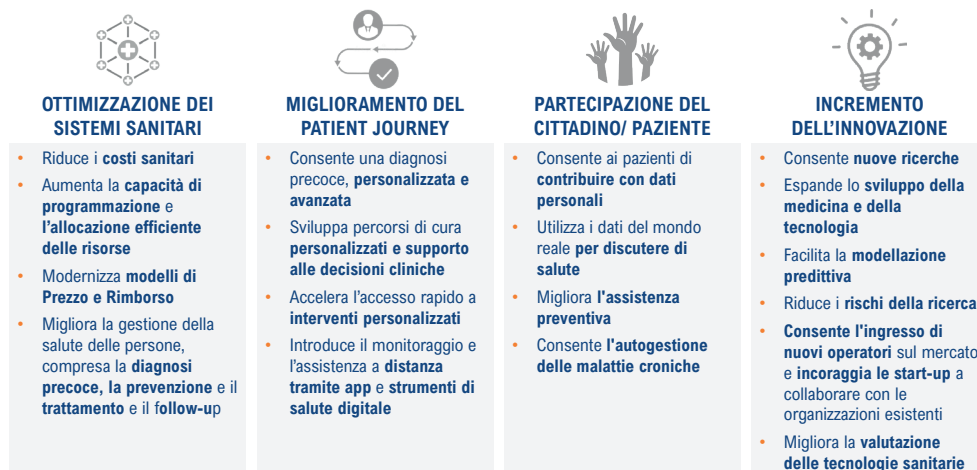 OTTIMIZZAZIONE DEI
SISTEMI SANITARI
• Riduce i costi sanitari
• Aumenta la capacità di
programmazione e
l'allocazione efficiente
delle risorse
• Modernizza modelli di
Prezzo e Rimborso
• Migliora la gestione della
salute delle persone,
compresa la diagnosi
precoce, la prevenzione e il
trattamento e il follow-up
MIGLIORAMENTO DEL
PATIENT JOURNEY
• Consente una diagnosi
precoce, personalizzata e
avanzata
• Sviluppa percorsi di cura
personalizzati e supporto
alle decisioni cliniche
• Accelera l'accesso rapido a
interventi personalizzati
• Introduce il monitoraggio e
l'assistenza a distanza
tramite app e strumenti di
salute digitale
PARTECIPAZIONE DEL
CITTADINO/ PAZIENTE
• Consente ai pazienti di
contribuire con dati
personali
• Utilizza i dati del mondo
reale per discutere di
salute
• Migliora l'assistenza
preventiva
• Consente l'autogestione
delle malattie croniche
INCREMENTO
DELL'INNOVAZIONE
• Consente nuove ricerche
• Espande lo sviluppo della
medicina e della
tecnologia
• Facilita la modellazione
predittiva
• Riduce i rischi della ricerca
• Consente l'ingresso di
nuovi operatori sul mercato
e incoraggia le start-up a
collaborare con le
organizzazioni esistenti
• Migliora la valutazione
delle tecnologie sanitarie